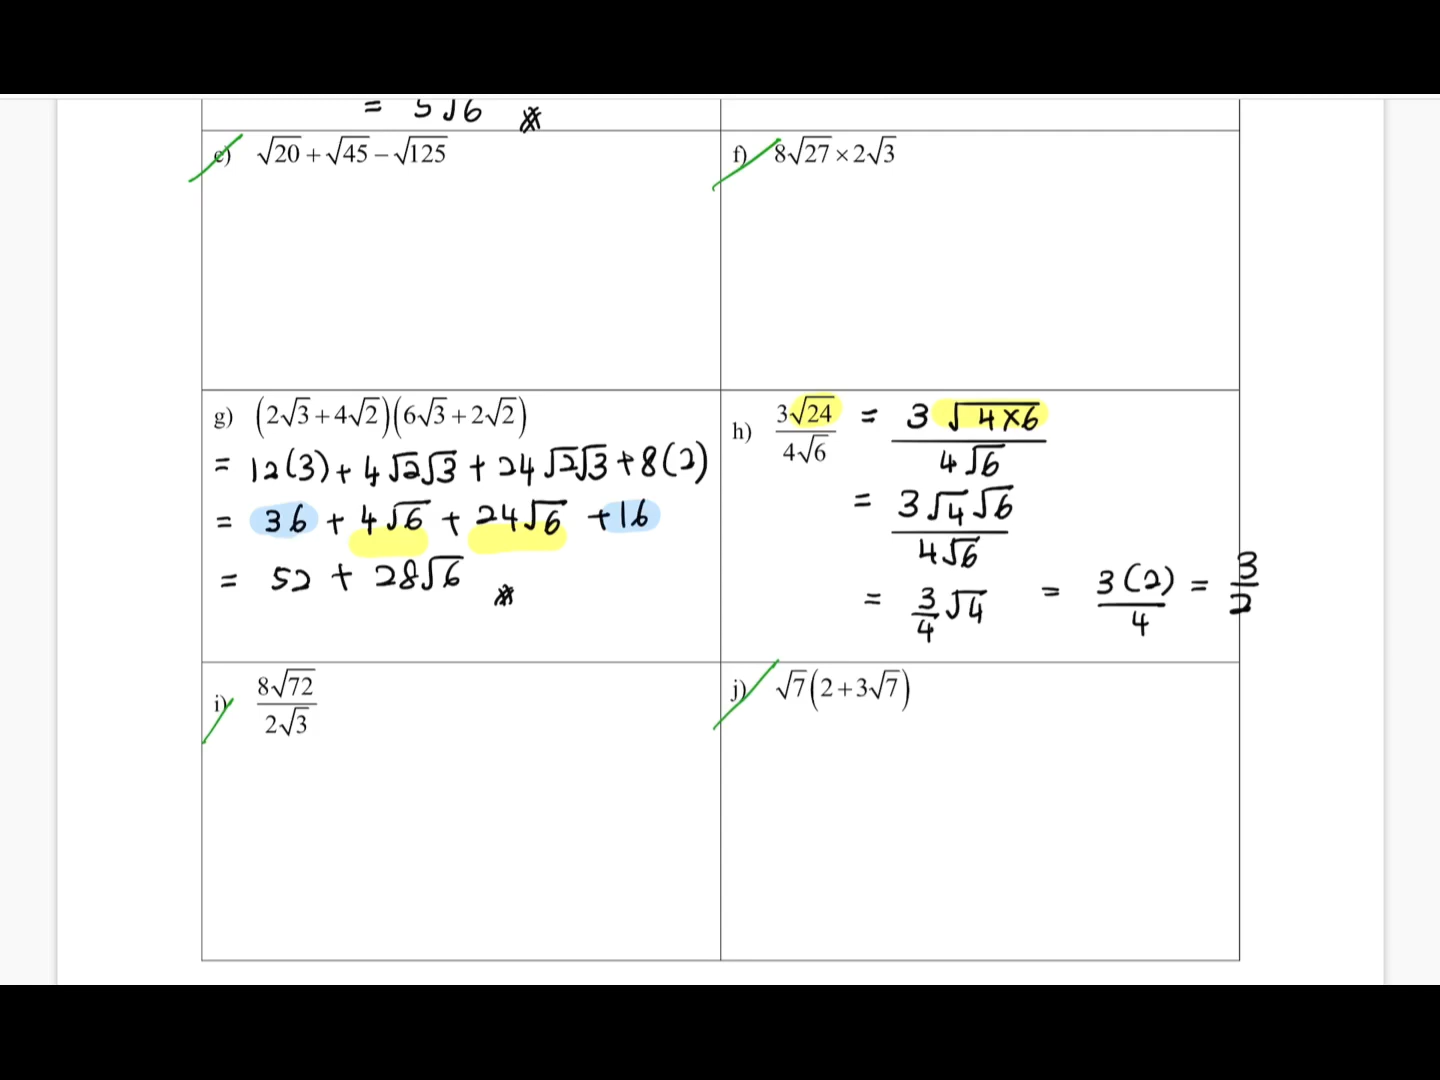 = 5√6 *
e) √20 + √45 − √125
f) 8√27 × 2√3
g) (2√3 + 4√2)(6√3 + 2√2)
= 12(3) + 4√2√3 + 24√2√3 + 8(2)
= 36 + 4√6 + 24√6 + 16
= 52 + 28√6 *
h) 3√24 / 4√6 = 3√4×6 / 4√6
= 3√4√6 / 4√6
= 3/4 √4 = 3(2)/4 = 3/2
i) 8√72 / 2√3
j) √7(2 + 3√7)